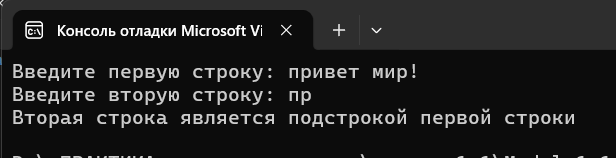 Консоль отладки Microsoft Vi
Введите первую строку: привет мир!
Введите вторую строку: пр
Вторая строка является подстрокой первой строки